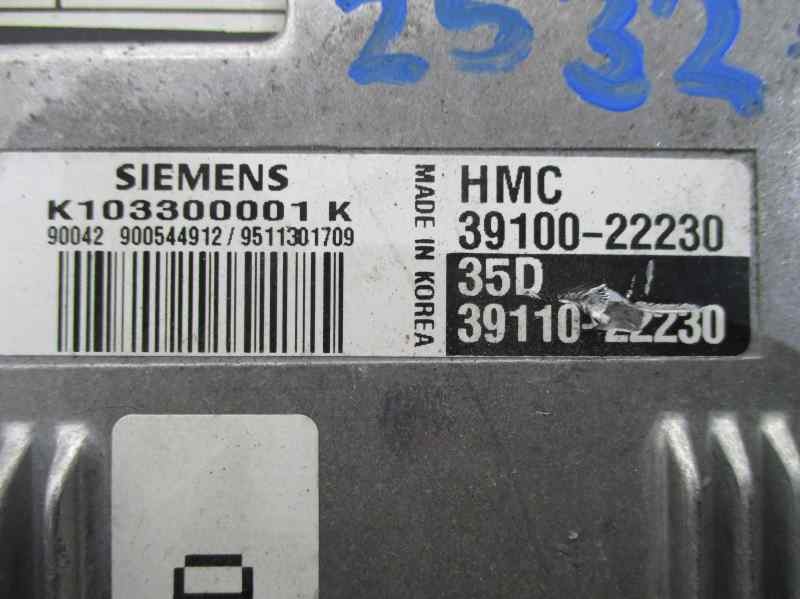 2532
SIEMENS
K103300001 K
90042 900544912 / 9511301709
MADE IN KOREA
HMC
39100-22230
35D
39110-22230